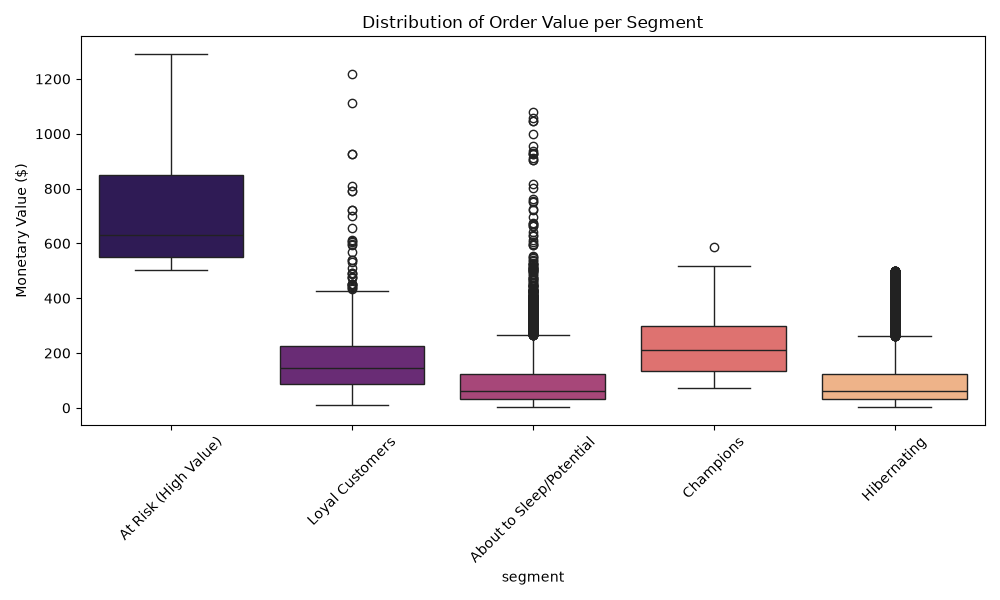 Distribution of Order Value per Segment
Monetary Value ($)
1200
1000
800
600
400
200
0
At Risk (High Value)
Loyal Customers
About to Sleep/Potential
Champions
Hibernating
segment